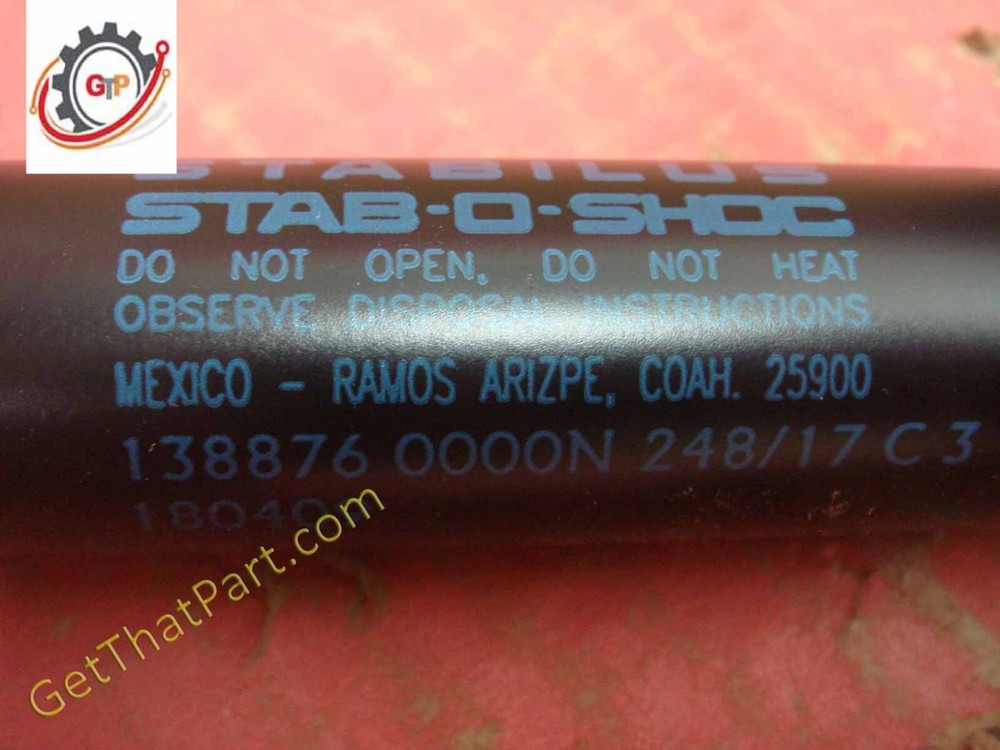 GTP
STABILUS
STAB-O-SHOC
DO NOT OPEN, DO NOT HEAT
OBSERVE DISPOSAL INSTRUCTIONS
MEXICO - RAMOS ARIZPE, COAH. 25900
138876 0000N 248/17 C 3
GetThatPart.com